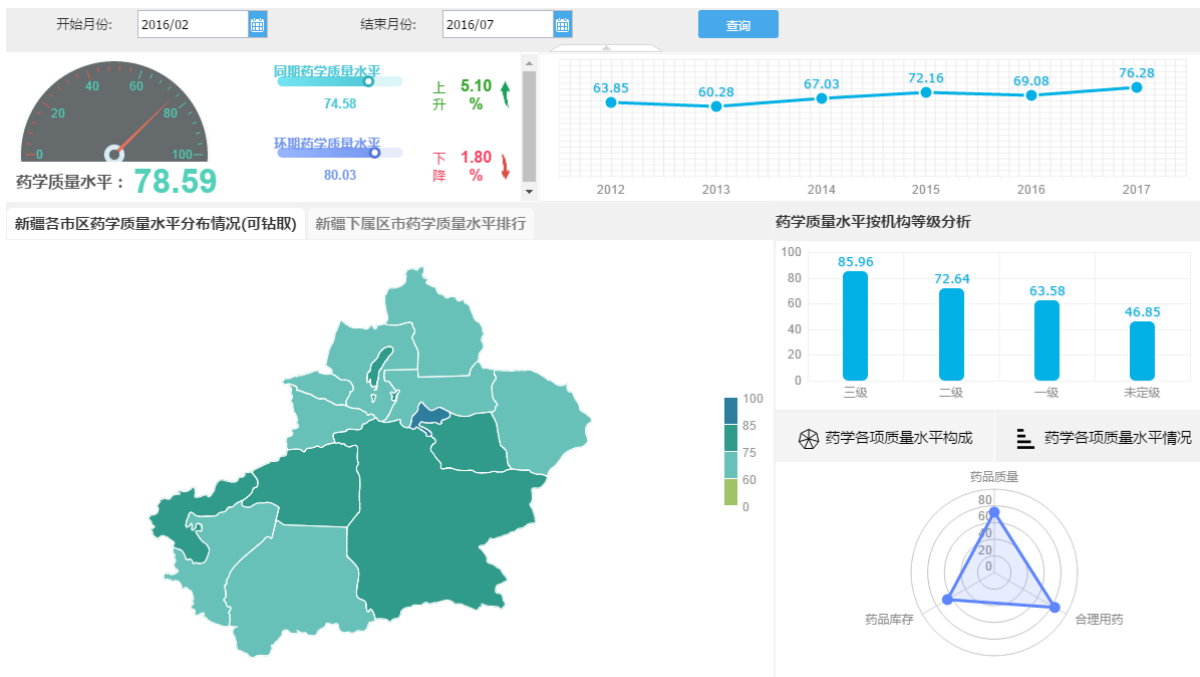 开始月份:
2016/02
结束月份:
2016/07
查询
0
20
40
60
80
100
药学质量水平： 78.59
同期药学质量水平
74.58
上升
5.10 %
环期药学质量水平
80.03
下降
1.80 %
63.85
60.28
67.03
72.16
69.08
76.28
2012
2013
2014
2015
2016
2017
新疆各市区药学质量水平分布情况(可钻取)
新疆下属区市药学质量水平排行
100
85
75
60
0
药学质量水平按机构等级分析
100
80
60
40
20
0
85.96
72.64
63.58
46.85
三级
二级
一级
未定级
药学各项质量水平构成
药学各项质量水平情况
药品质量
80
60
40
20
0
药品库存
合理用药